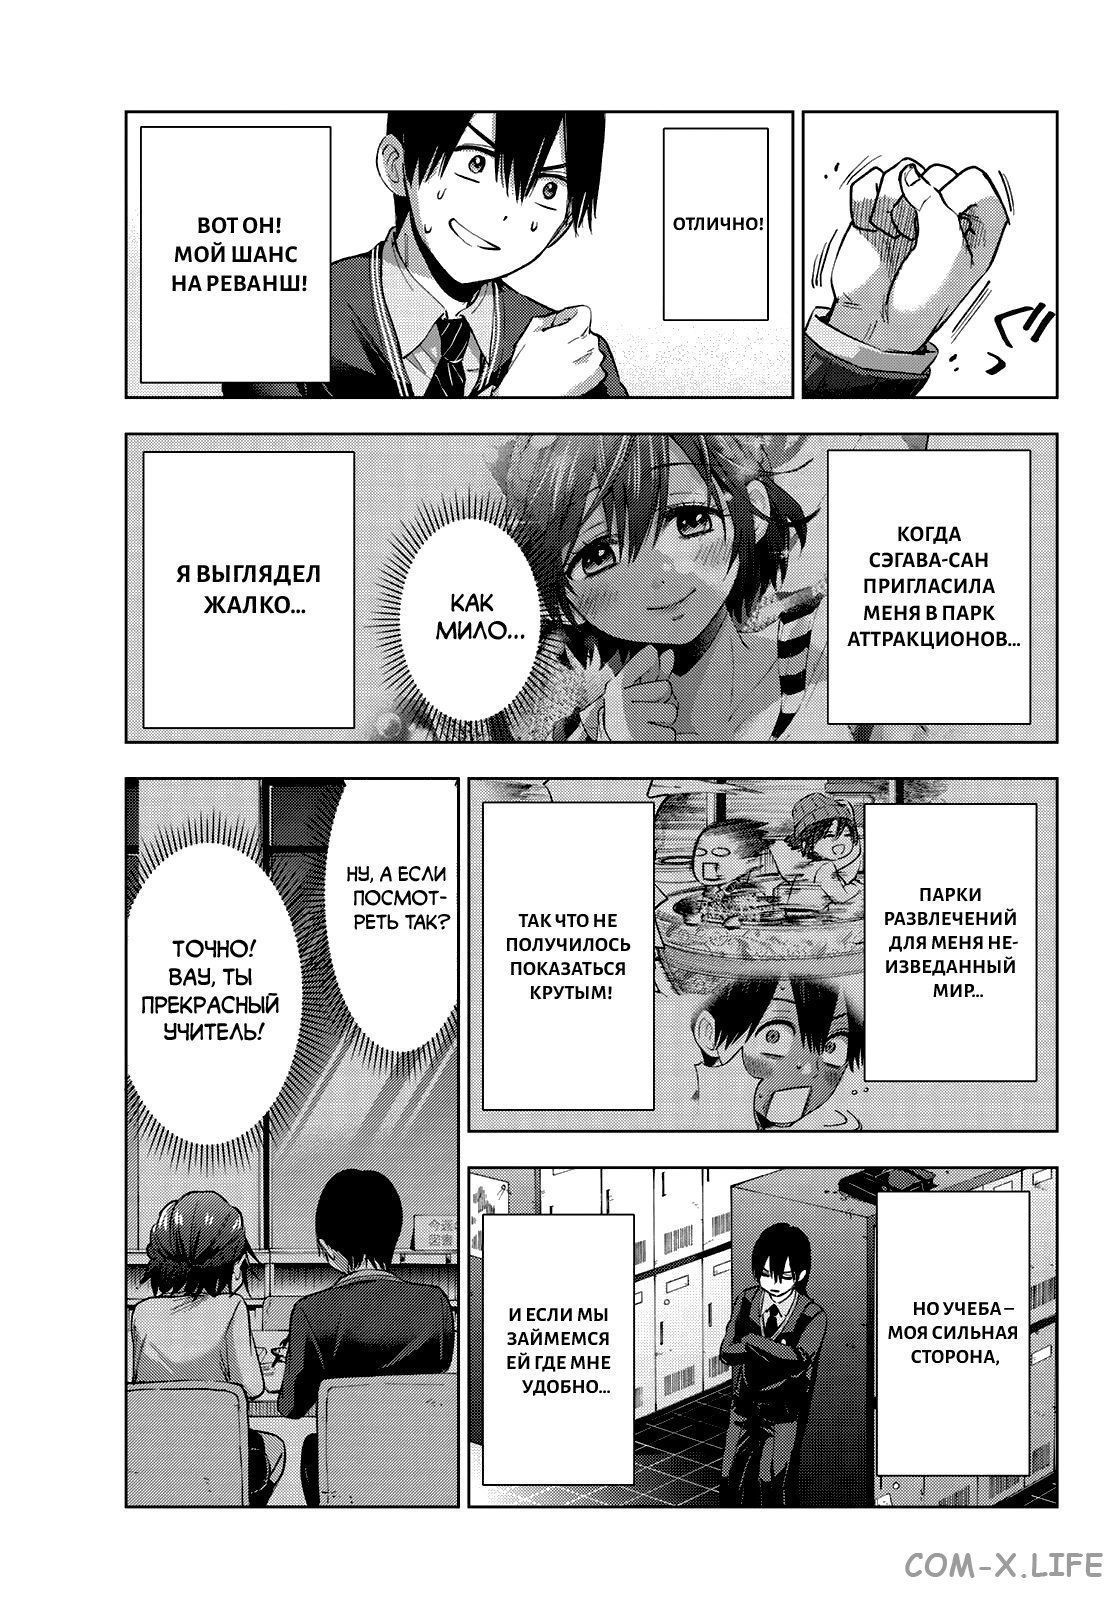 ОТЛИЧНО!
ВОТ ОН!
МОЙ ШАНС
НА РЕВАНШ!
КОГДА
СЭГАВА-САН
ПРИГЛАСИЛА
МЕНЯ В ПАРК
АТТРАКЦИОНОВ...
КАК
МИЛО...
Я ВЫГЛЯДЕЛ
ЖАЛКО...
ПАРКИ
РАЗВЛЕЧЕНИЙ
ДЛЯ МЕНЯ НЕ-
ИЗВЕДАННЫЙ
МИР...
ТАК ЧТО НЕ
ПОЛУЧИЛОСЬ
ПОКАЗАТЬСЯ
КРУТЫМ!
НО УЧЕБА –
МОЯ СИЛЬНАЯ
СТОРОНА,
И ЕСЛИ МЫ
ЗАЙМЕМСЯ
ЕЙ ГДЕ МНЕ
УДОБНО...
НУ, А ЕСЛИ
ПОСМОТ-
РЕТЬ ТАК?
ТОЧНО!
ВАУ, ТЫ
ПРЕКРАСНЫЙ
УЧИТЕЛЬ!
COM-X.LIFE